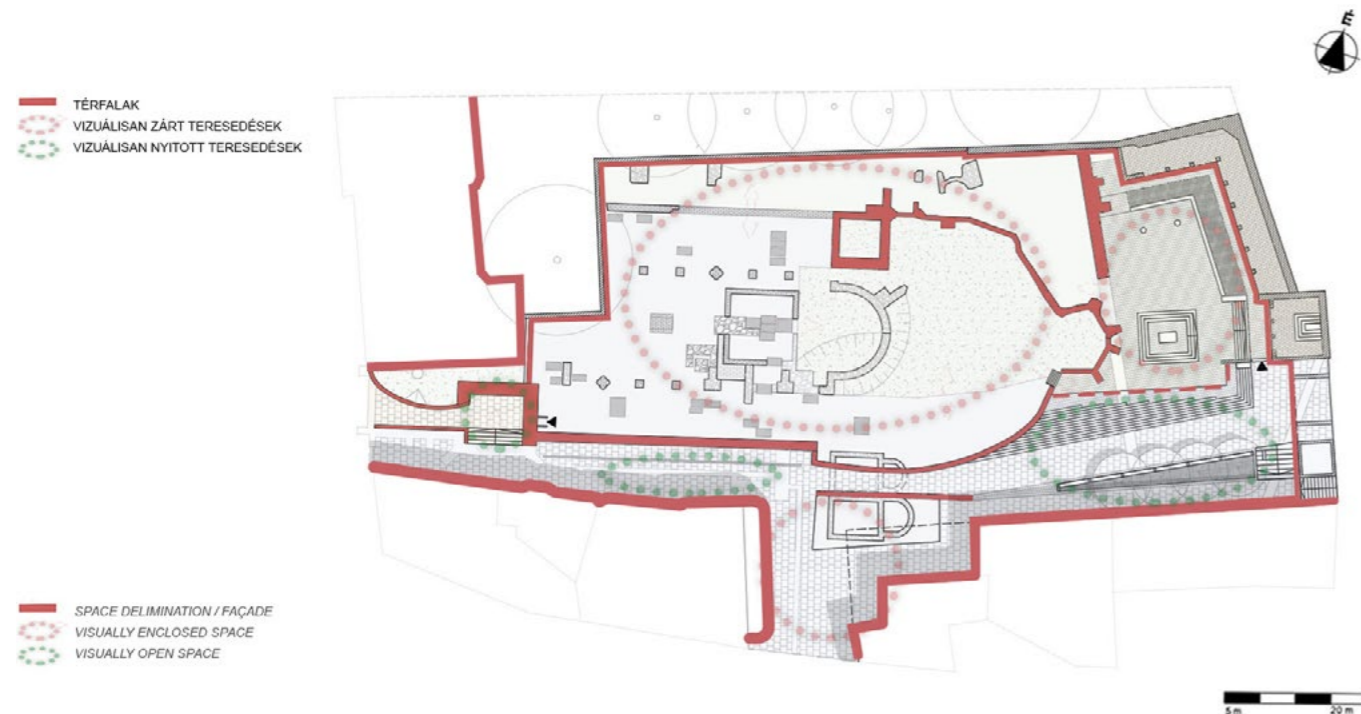 É
TÉRFALAK
VIZUÁLISAN ZÁRT TERESEDÉSEK
VIZUÁLISAN NYITOTT TERESEDÉSEK
SPACE DELIMINATION / FAÇADE
VISUALLY ENCLOSED SPACE
VISUALLY OPEN SPACE
5 m 20 m